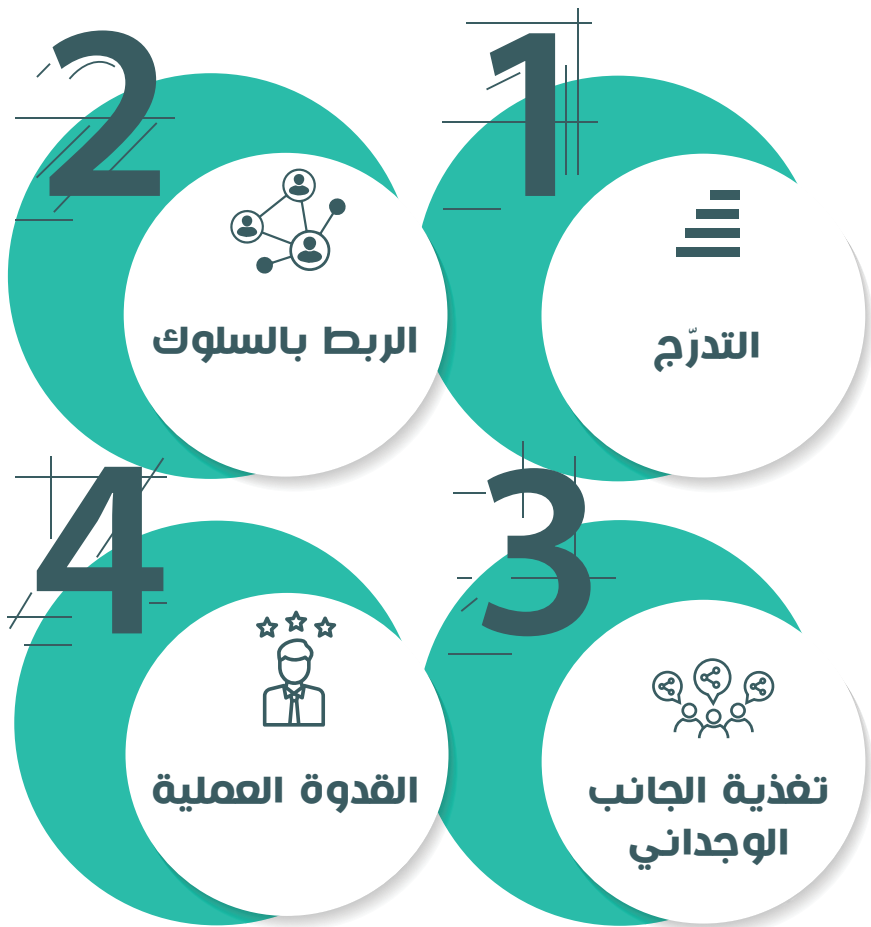 1
التدرّج
2
الربط بالسلوك
3
تغذية الجانب
الوجداني
4
القدوة العملية